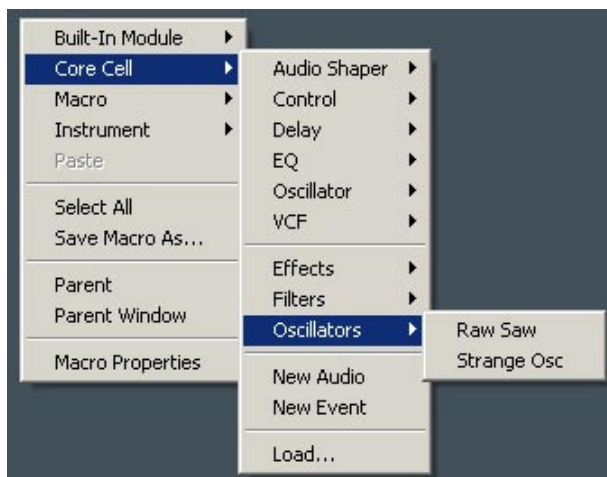 Built-In Module
Core Cell
Macro
Instrument
Paste
Select All
Save Macro As...
Parent
Parent Window
Macro Properties
Audio Shaper
Control
Delay
EQ
Oscillator
VCF
Effects
Filters
Oscillators
New Audio
New Event
Load...
Raw Saw
Strange Osc